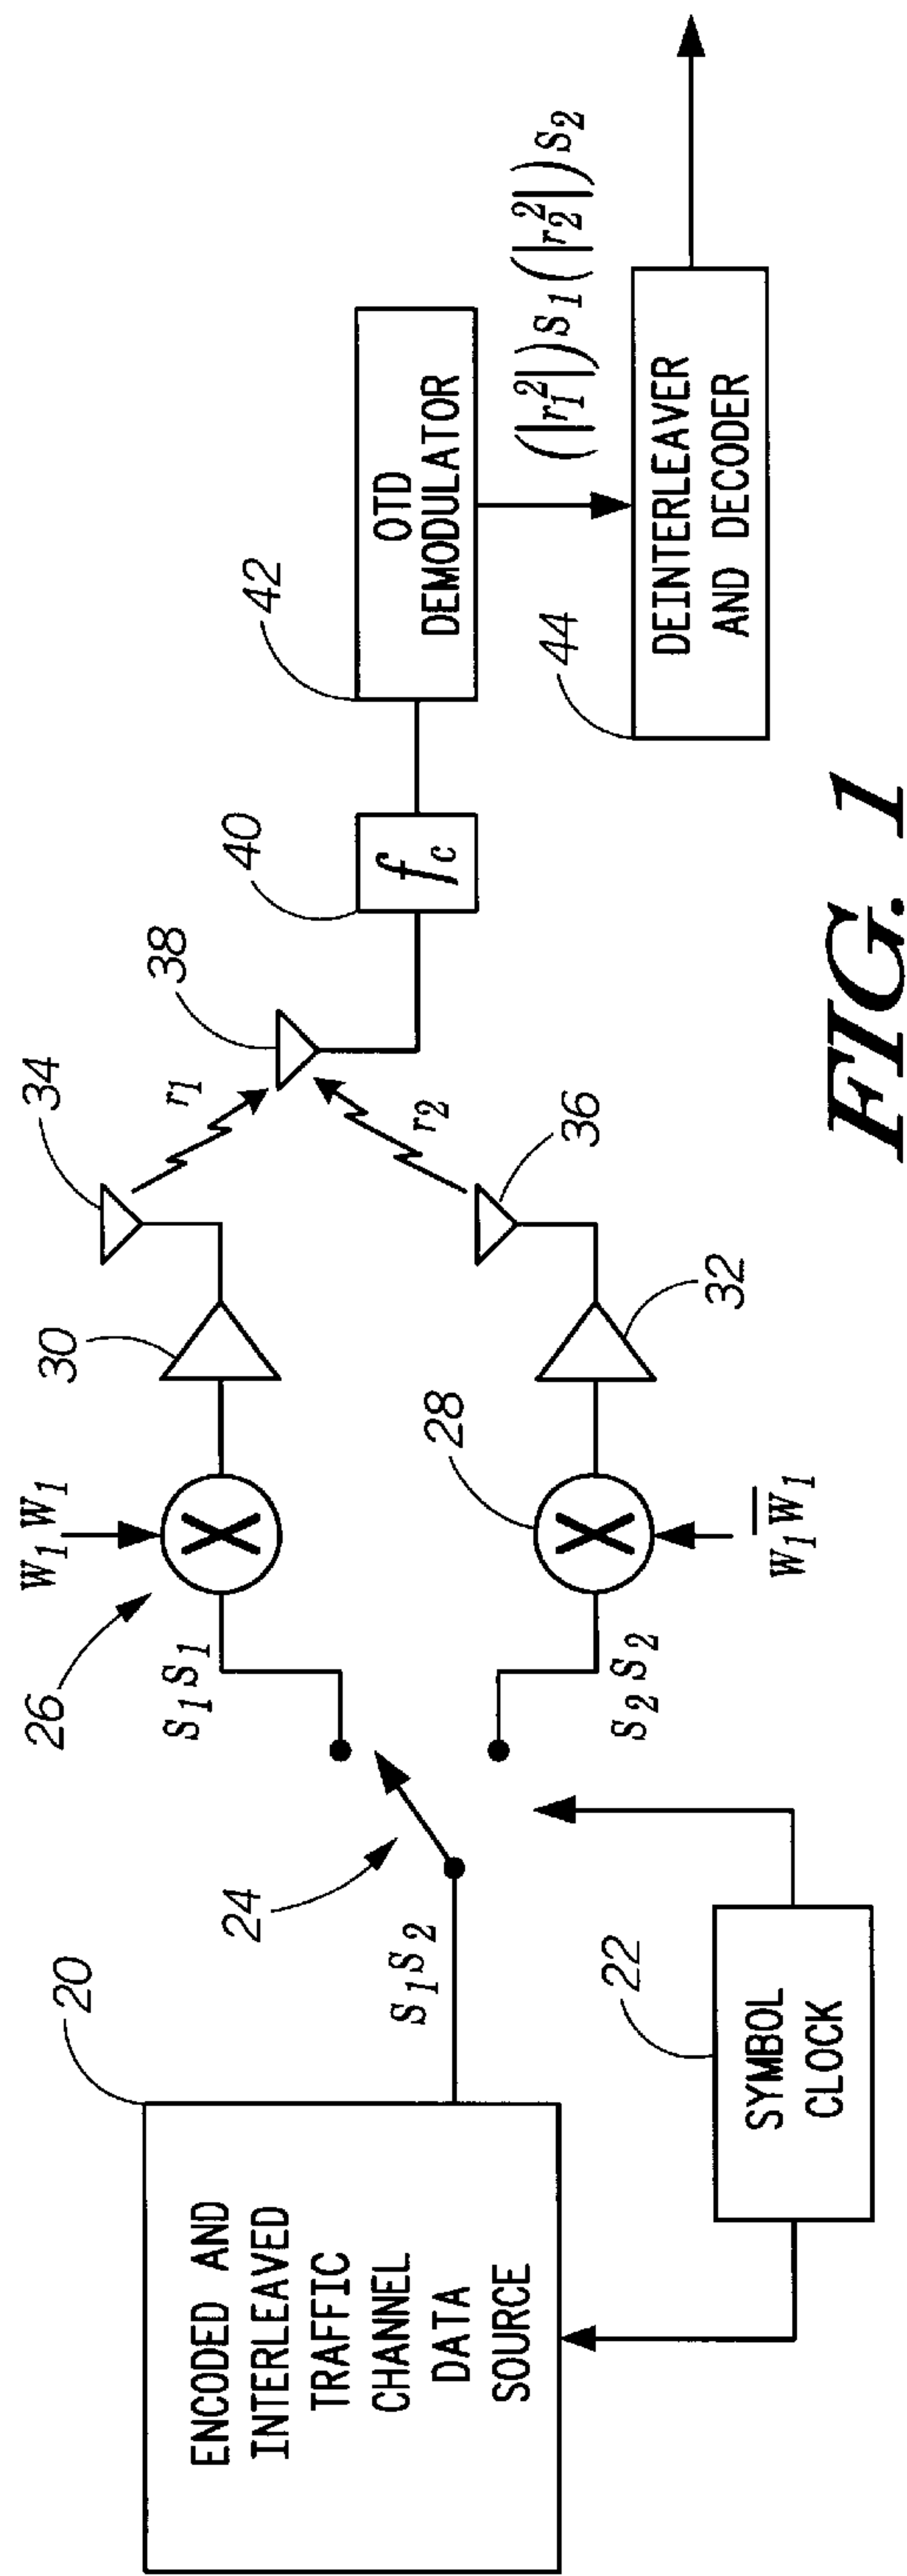 20
ENCODED AND
INTERLEAVED
TRAFFIC
CHANNEL
DATA
SOURCE
S₁S₂
24
22
SYMBOL
CLOCK
S₁S₁
26
W₁W₁
X
30
34
r₁
S₂S₂
28
X
W₁W̅₁
32
36
r₂
38
40
f_c
42
OTD
DEMODULATOR
(|r₁²|)S₁(|r₂²|)S₂
44
DEINTERLEAVER
AND DECODER
FIG. 1